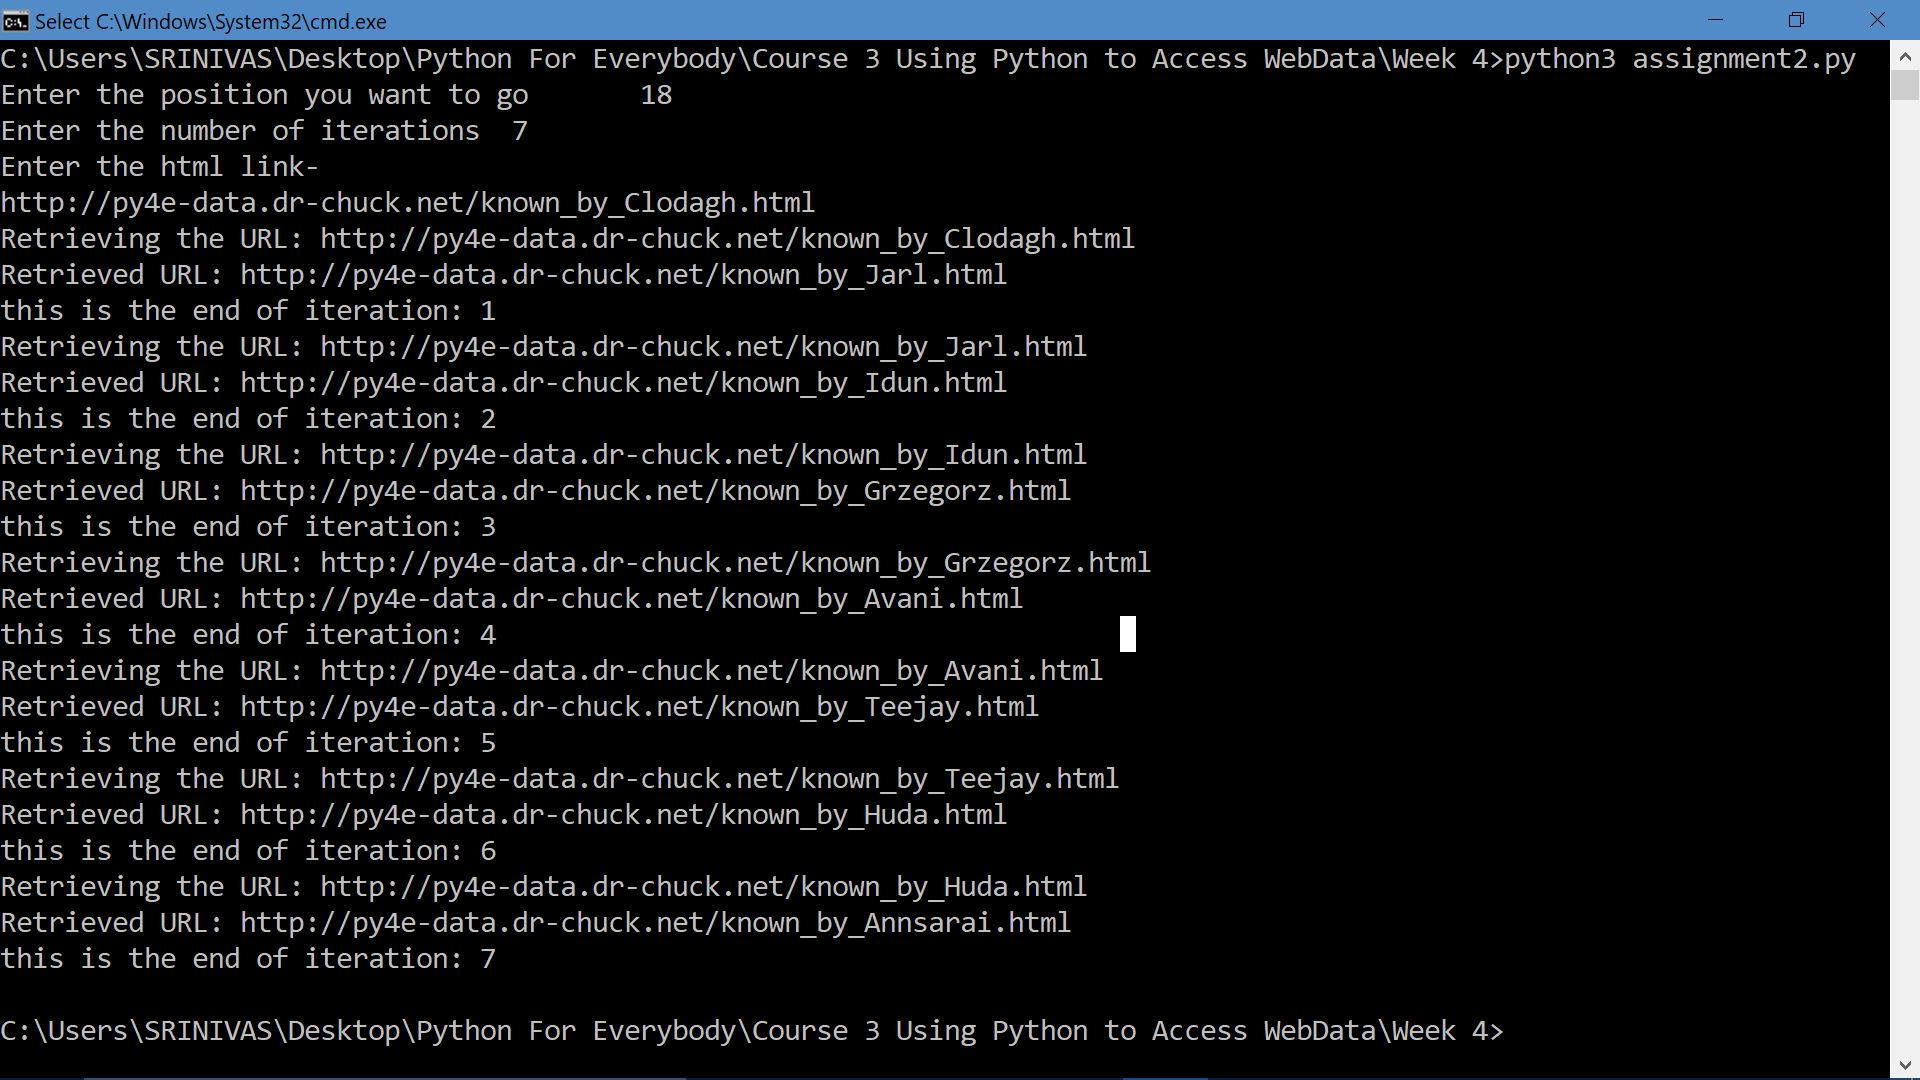 Select C:\Windows\System32\cmd.exe
C:\Users\SRINIVAS\Desktop\Python For Everybody\Course 3 Using Python to Access WebData\Week 4>python3 assignment2.py
Enter the position you want to go       18
Enter the number of iterations  7
Enter the html link-
http://py4e-data.dr-chuck.net/known_by_Clodagh.html
Retrieving the URL: http://py4e-data.dr-chuck.net/known_by_Clodagh.html
Retrieved URL: http://py4e-data.dr-chuck.net/known_by_Jarl.html
this is the end of iteration: 1
Retrieving the URL: http://py4e-data.dr-chuck.net/known_by_Jarl.html
Retrieved URL: http://py4e-data.dr-chuck.net/known_by_Idun.html
this is the end of iteration: 2
Retrieving the URL: http://py4e-data.dr-chuck.net/known_by_Idun.html
Retrieved URL: http://py4e-data.dr-chuck.net/known_by_Grzegorz.html
this is the end of iteration: 3
Retrieving the URL: http://py4e-data.dr-chuck.net/known_by_Grzegorz.html
Retrieved URL: http://py4e-data.dr-chuck.net/known_by_Avani.html
this is the end of iteration: 4
Retrieving the URL: http://py4e-data.dr-chuck.net/known_by_Avani.html
Retrieved URL: http://py4e-data.dr-chuck.net/known_by_Teejay.html
this is the end of iteration: 5
Retrieving the URL: http://py4e-data.dr-chuck.net/known_by_Teejay.html
Retrieved URL: http://py4e-data.dr-chuck.net/known_by_Huda.html
this is the end of iteration: 6
Retrieving the URL: http://py4e-data.dr-chuck.net/known_by_Huda.html
Retrieved URL: http://py4e-data.dr-chuck.net/known_by_Annsarai.html
this is the end of iteration: 7
C:\Users\SRINIVAS\Desktop\Python For Everybody\Course 3 Using Python to Access WebData\Week 4>